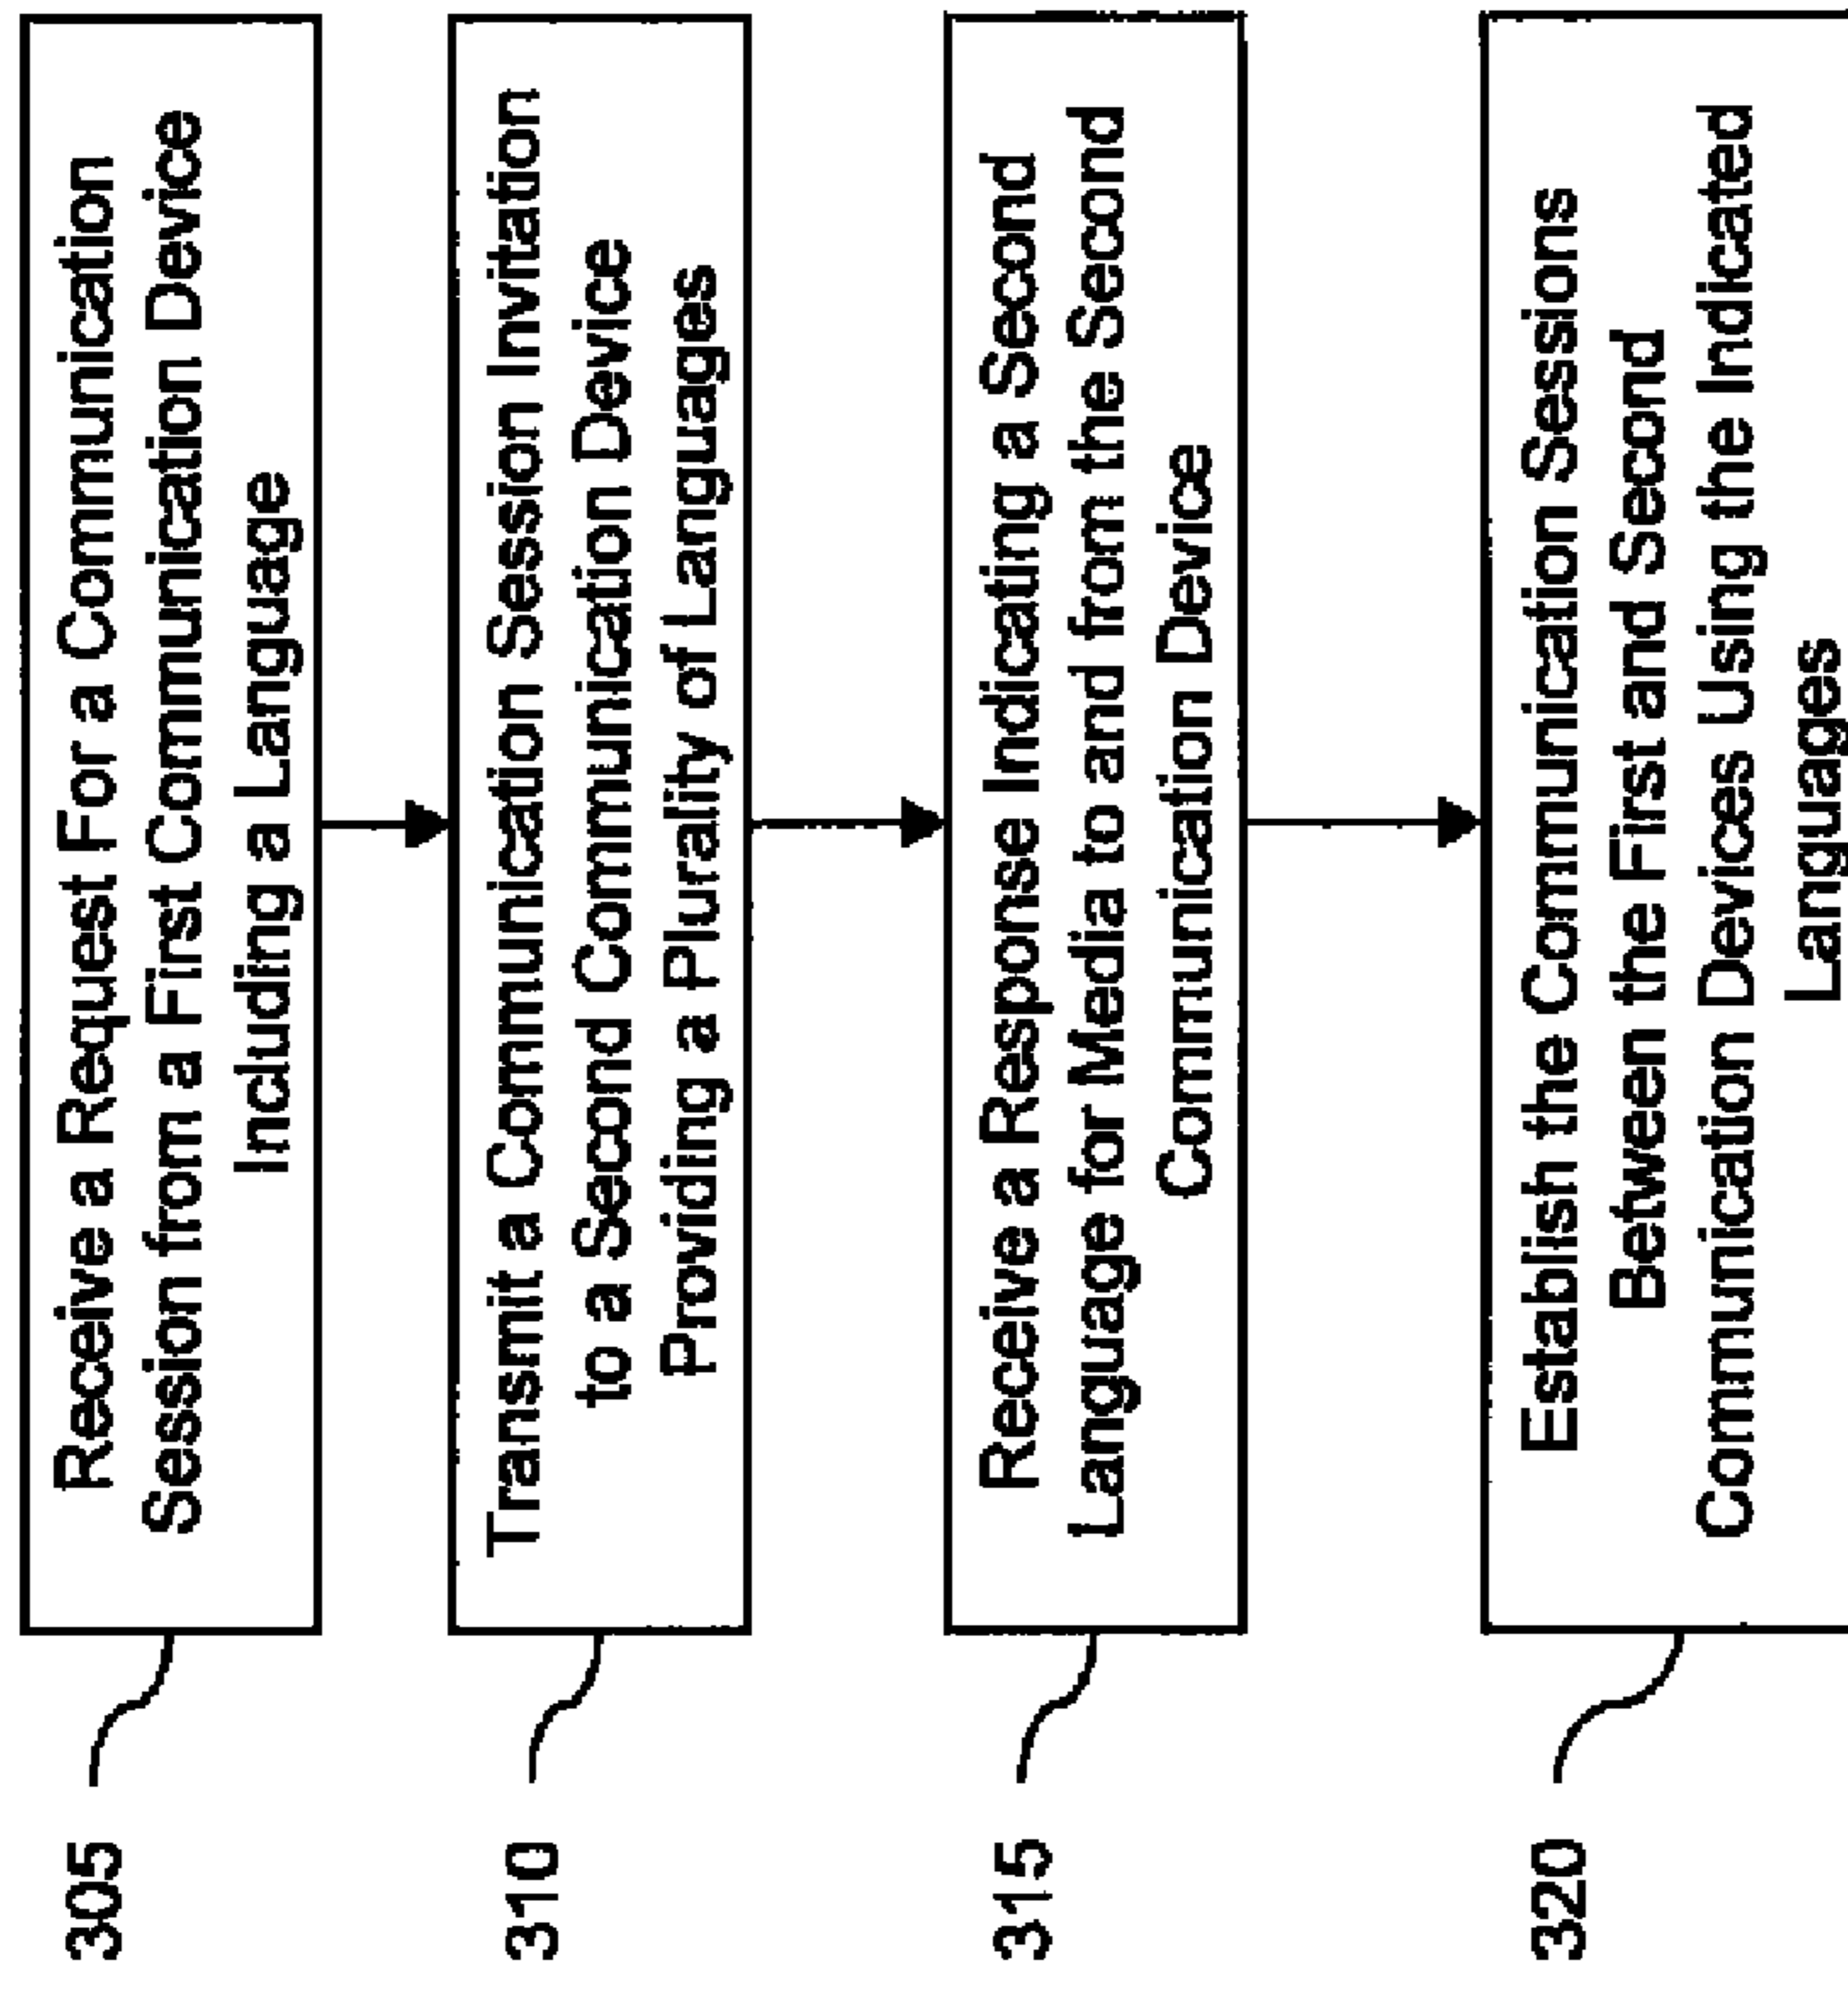 Receive a Request For a Communication
Session from a First Communication Device
Including a Language
305
Transmit a Communication Session Invitation
to a Second Communication Device
Providing a Plurality of Languages
310
Receive a Response Indicating a Second
Language for Media to and from the Second
Communication Device
315
Establish the Communication Sessions
Between the First and Second
Communication Devices Using the Indicated
Languages
320